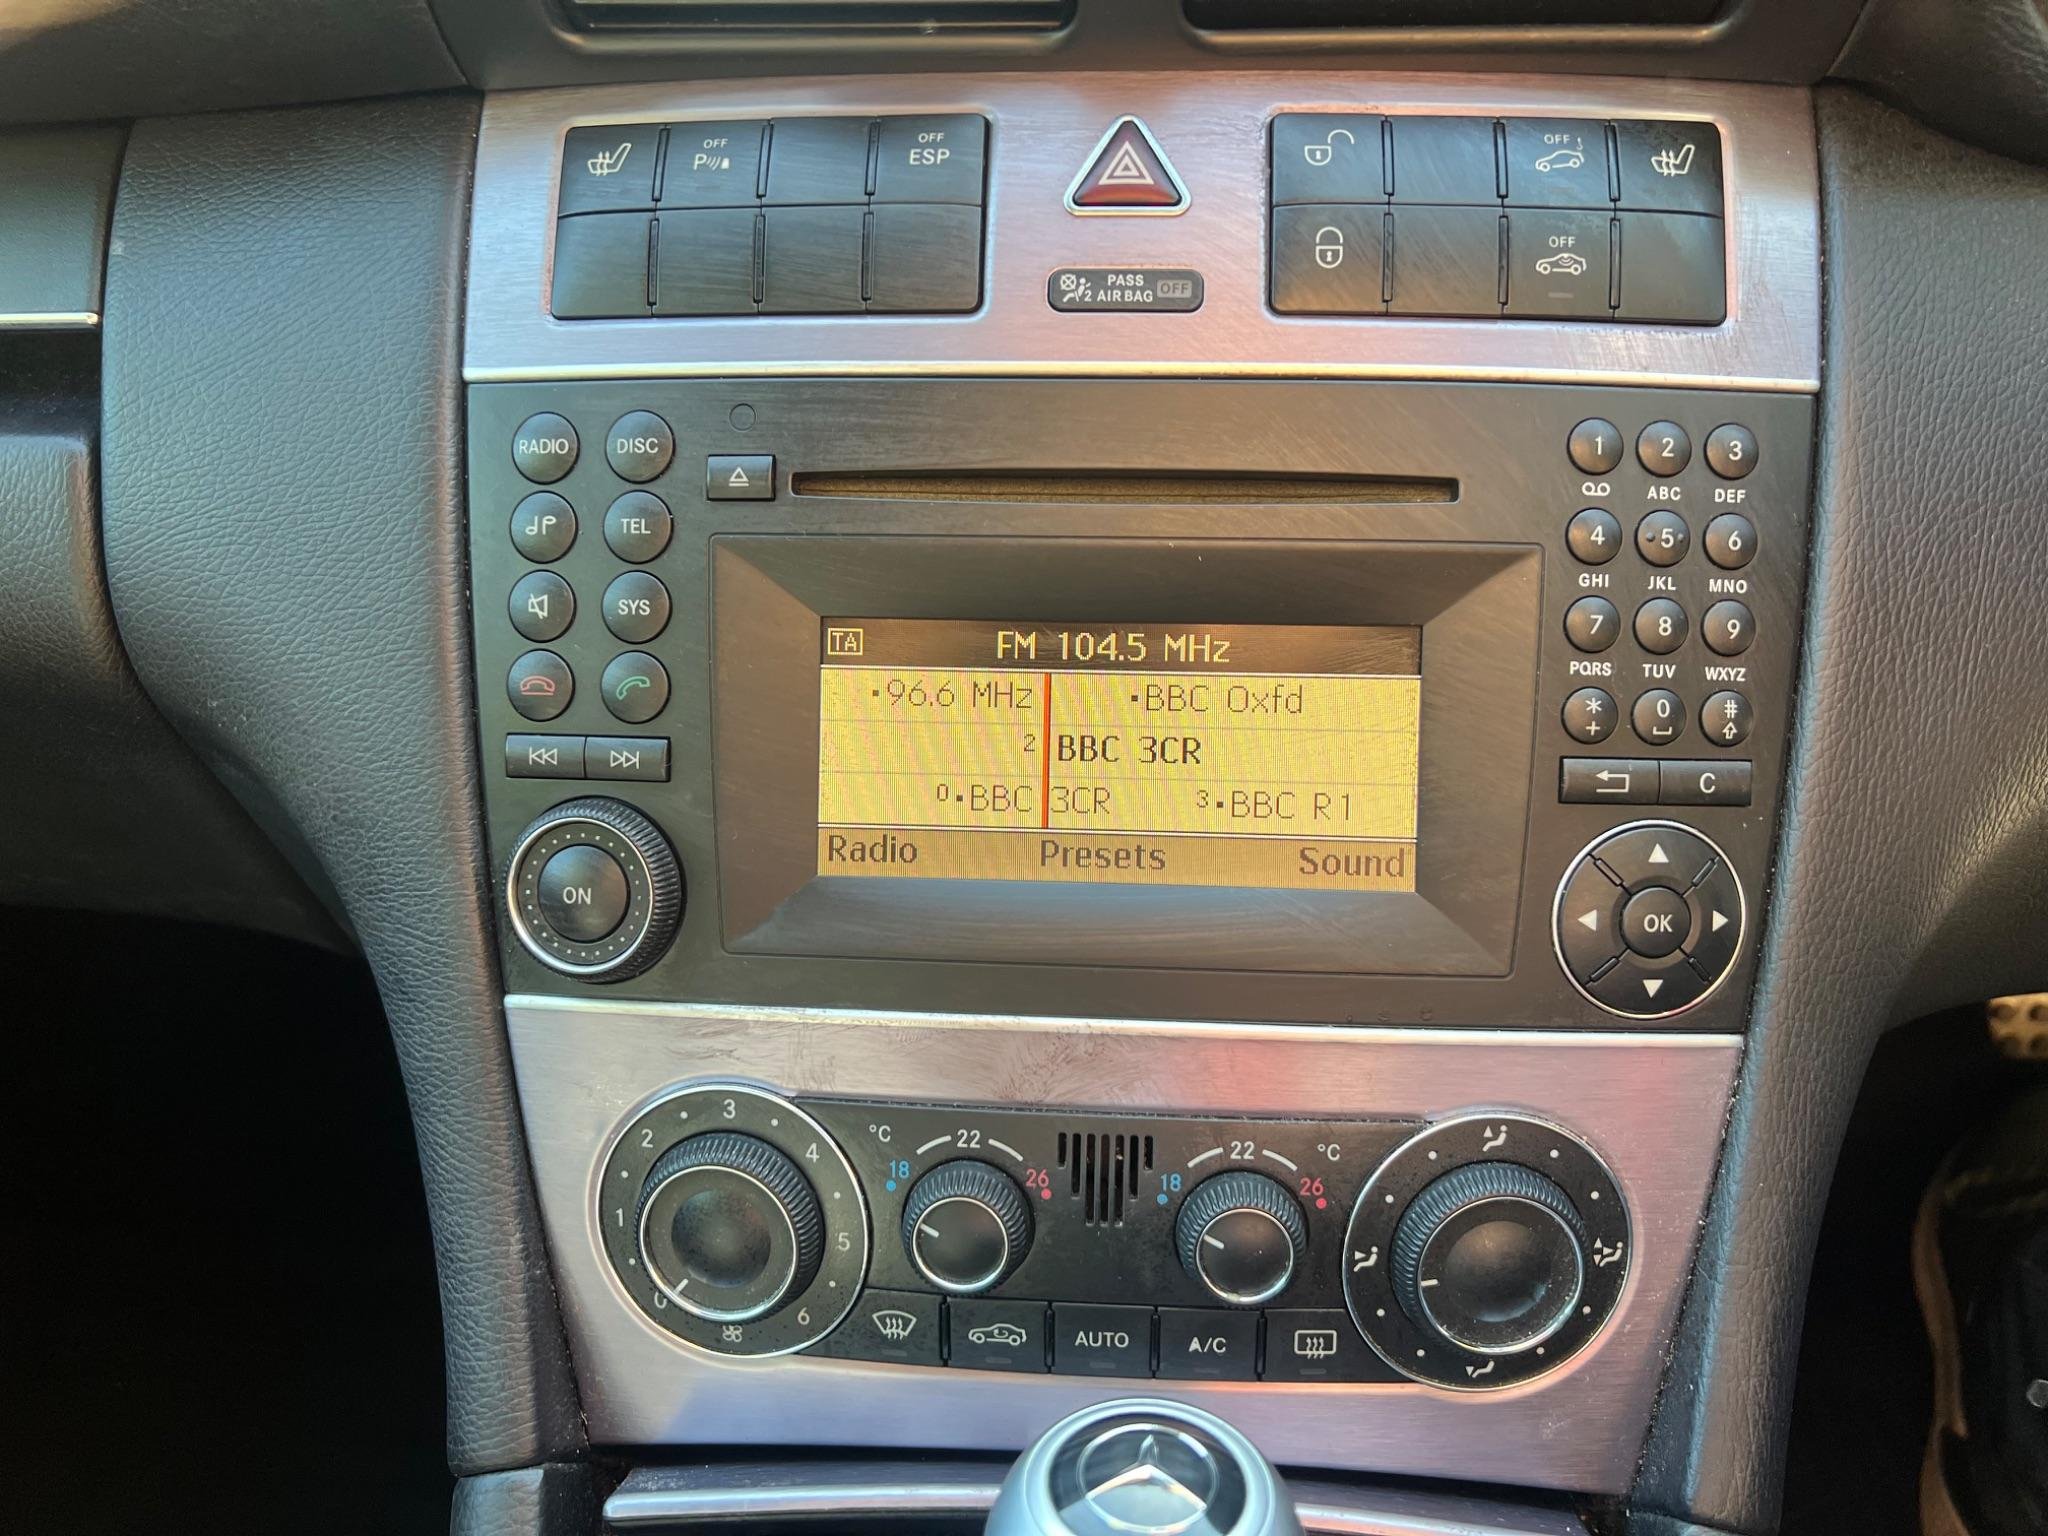 OFF
P
OFF
ESP
OFF
OFF
PASS
2 AIR BAG OFF
RADIO DISC
TEL
SYS
ON
1 2 3
ABC DEF
4 5 6
GHI JKL MNO
7 8 9
PQRS TUV WXYZ
* 0 #
+
C
OK
TA FM 104.5 MHz
·96.6 MHz ·BBC Oxfd
2 BBC 3CR
0·BBC 3CR 3·BBC R1
Radio Presets Sound
0 1 2 3 4 5 6
°C 18 22 26
18 22 26 °C
AUTO A/C